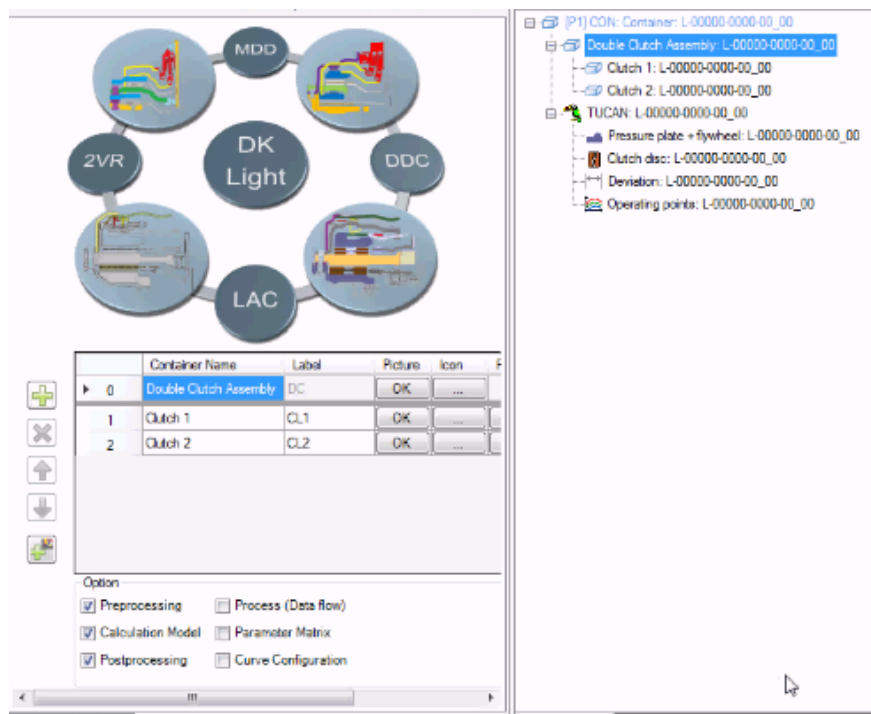 MDD
2VR
DK
Light
DDC
LAC
Container Name Label Picture Icon
0 Double Clutch Assembly DC OK ...
1 Clutch 1 CL1 OK ...
2 Clutch 2 CL2 OK ...
Option
Preprocessing Process (Data flow)
Calculation Model Parameter Matrix
Postprocessing Curve Configuration
[P1] CON: Container: L-00000-0000-00_00
Double Clutch Assembly: L-00000-0000-00_00
Clutch 1: L-00000-0000-00_00
Clutch 2: L-00000-0000-00_00
TUCAN: L-00000-0000-00_00
Pressure plate + flywheel: L-00000-0000-00_00
Clutch disc: L-00000-0000-00_00
Deviation: L-00000-0000-00_00
Operating points: L-00000-0000-00_00